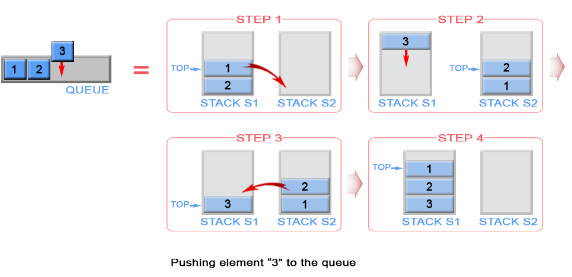 3
1 2
QUEUE
=
STEP 1
TOP 1
2
STACK S1 STACK S2
STEP 2
3
TOP 2
1
STACK S1 STACK S2
STEP 3
2
TOP 3 1
STACK S1 STACK S2
STEP 4
TOP 1
2
3
STACK S1 STACK S2
Pushing element "3" to the queue